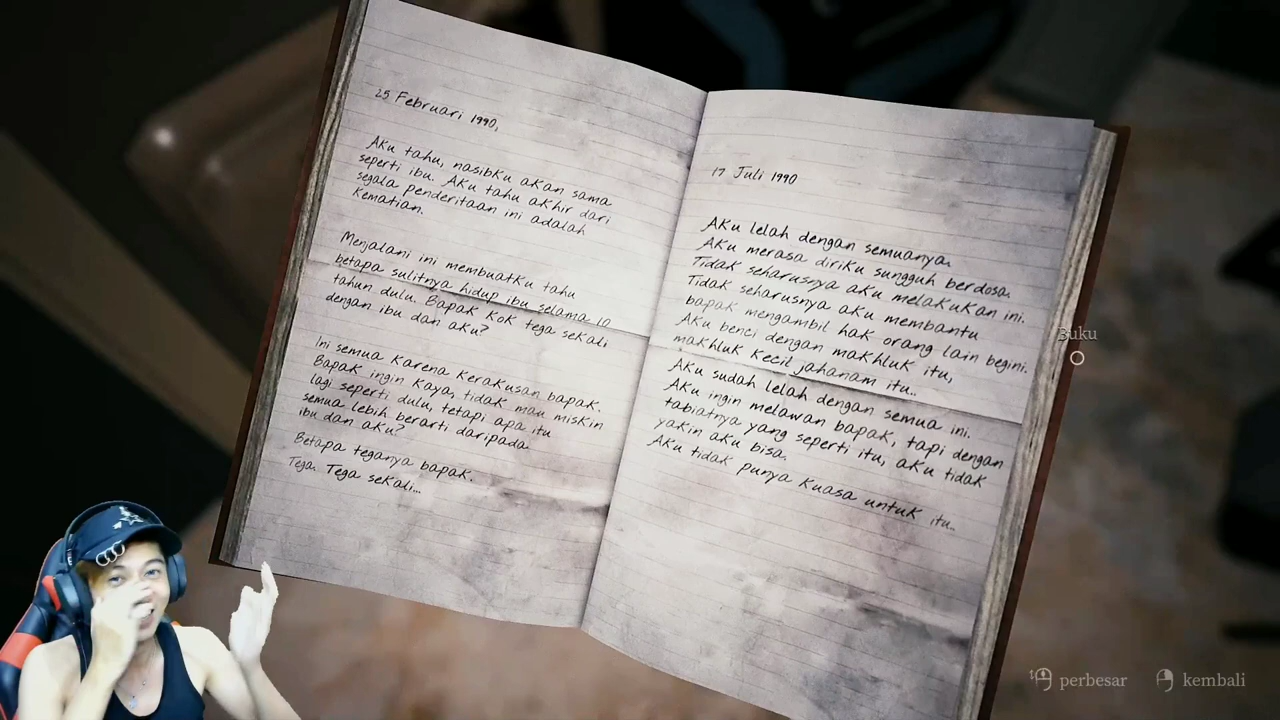 25 Februari 1990,
Aku tahu, nasibku akan sama
seperti ibu. Aku tahu akhir dari
segala penderitaan ini adalah
kematian.
Menjalani ini membuatku tahu
betapa sulitnya hidup ibu selama 10
tahun dulu. Bapak kok tega sekali
dengan ibu dan aku?
Ini semua karena kerakusan bapak.
Bapak ingin kaya, tidak mau miskin
lagi seperti dulu, tetapi apa itu
semua lebih berarti daripada
ibu dan aku?
Betapa teganya bapak.
Tega. Tega sekali...
17 Juli 1990
Aku lelah dengan semuanya.
Aku merasa diriku sungguh berdosa.
Tidak seharusnya aku melakukan ini.
Tidak seharusnya aku membantu
bapak mengambil hak orang lain begini.
Aku benci dengan makhluk itu,
makhluk kecil jahanam itu..
Aku sudah lelah dengan semua ini.
Aku ingin melawan bapak, tapi dengan
tabiatnya yang seperti itu, aku tidak
yakin aku bisa.
Aku tidak punya kuasa untuk itu..
Buku
perbesar
kembali